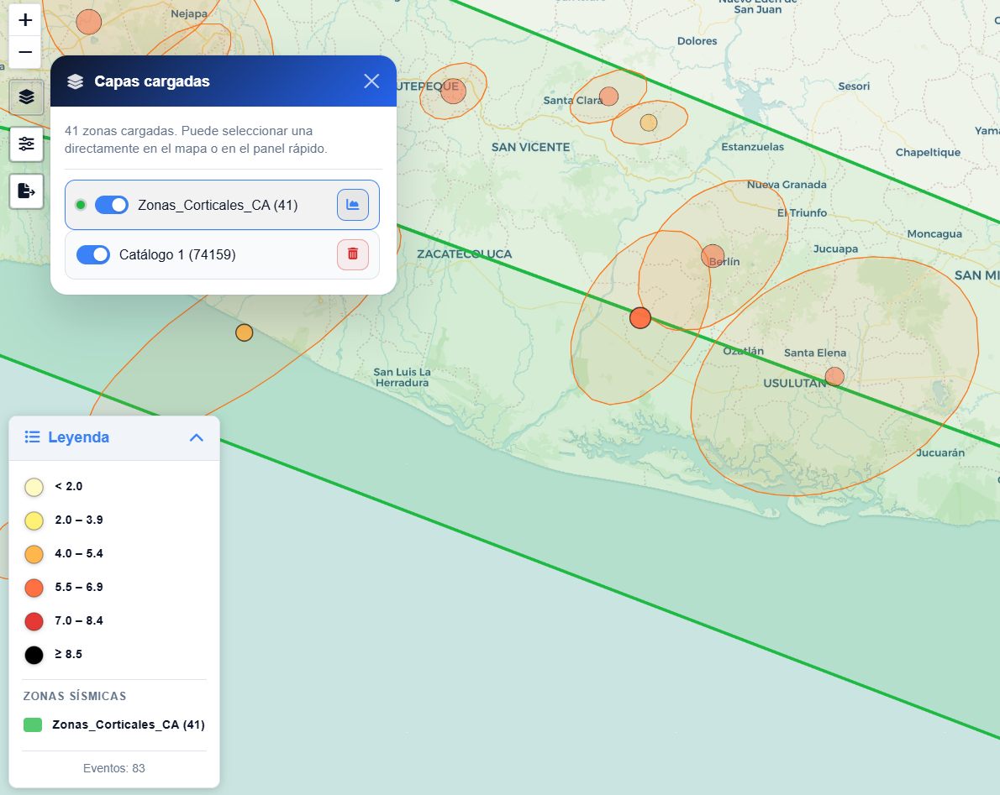 +
Nejapa
Nuevo Edén de
San Juan
−
Dolores
Capas cargadas
UTEPEQUE
Santa Clara
Sesori
41 zonas cargadas. Puede seleccionar una
directamente en el mapa o en el panel rápido.
SAN VICENTE
Estanzuelas
Yama
Chapeltique
Zonas_Corticales_CA (41)
Nueva Granada
El Triunfo
Moncagua
Catálogo 1 (74159)
ZACATECOLUCA
Jucuapa
Berlín
SAN MI
Ozatlán
Santa Elena
San Luis La
Herradura
USULUTÁN
Jucuarán
Leyenda
< 2.0
2.0 – 3.9
4.0 – 5.4
5.5 – 6.9
7.0 – 8.4
≥ 8.5
ZONAS SÍSMICAS
Zonas_Corticales_CA (41)
Eventos: 83